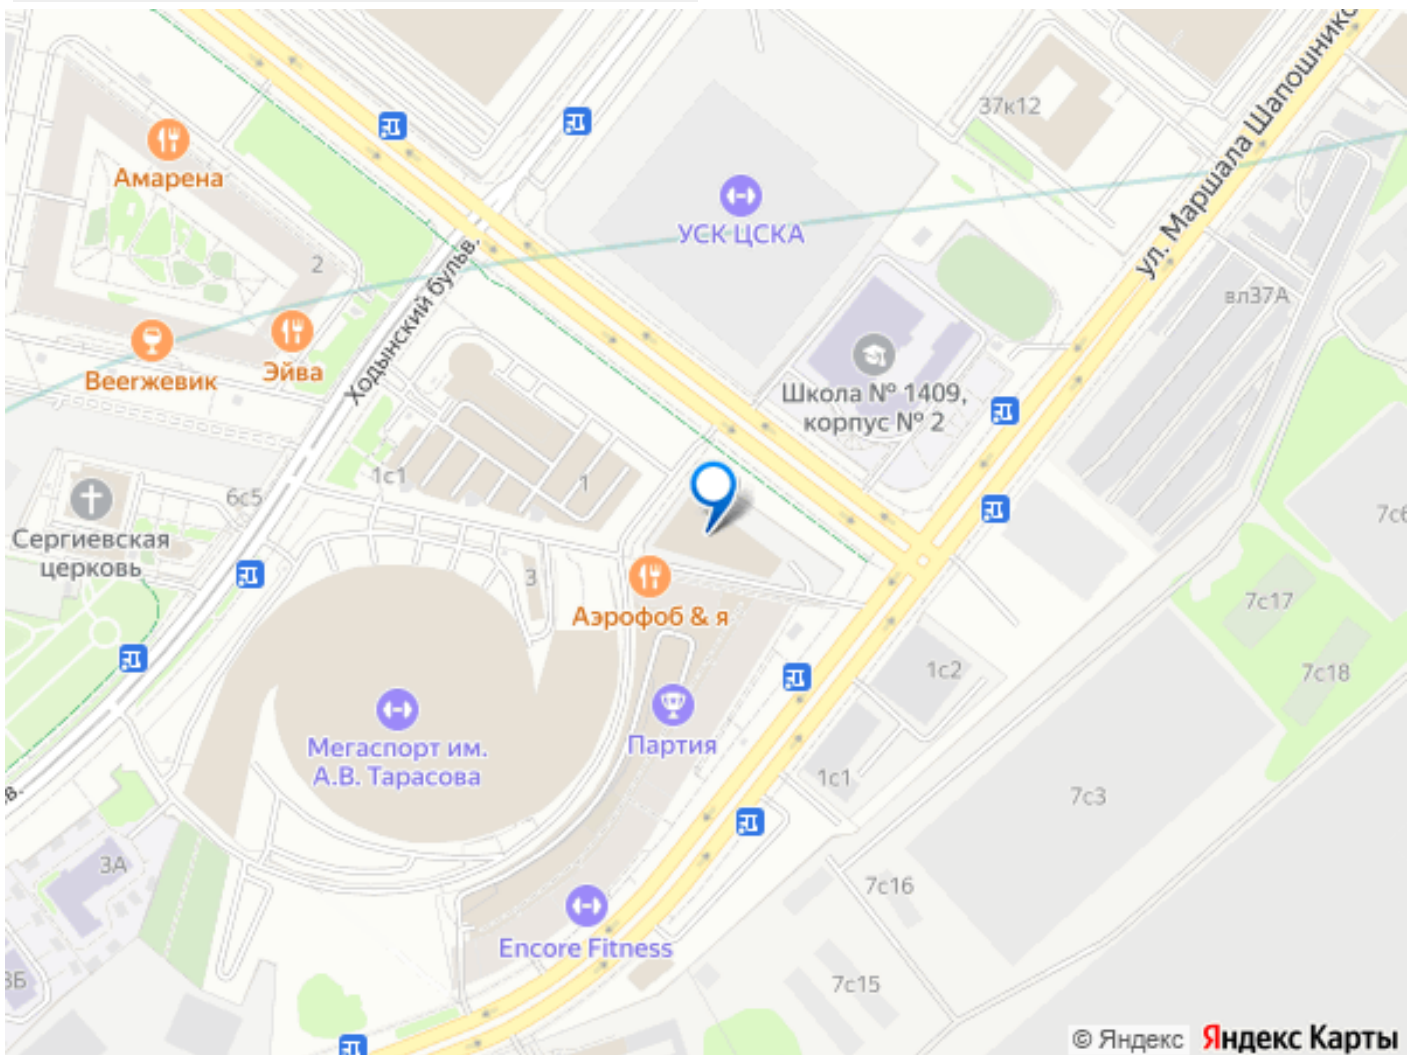 ул. Маршала Шапошников
37к12
Амарена
УСК ЦСКА
2
Ходынский бульв.
вл37А
Beerжевик
Эйва
Школа № 1409,
корпус № 2
1с1
1
6с5
Сергиевская
церковь
3
Аэрофоб & я
7с6
7с17
7с18
1с2
Партия
Мегаспорт им.
А.В. Тарасова
1с1
7с3
в.
3А
7с16
Encore Fitness
3Б
7с15
© Яндекс
Яндекс Карты